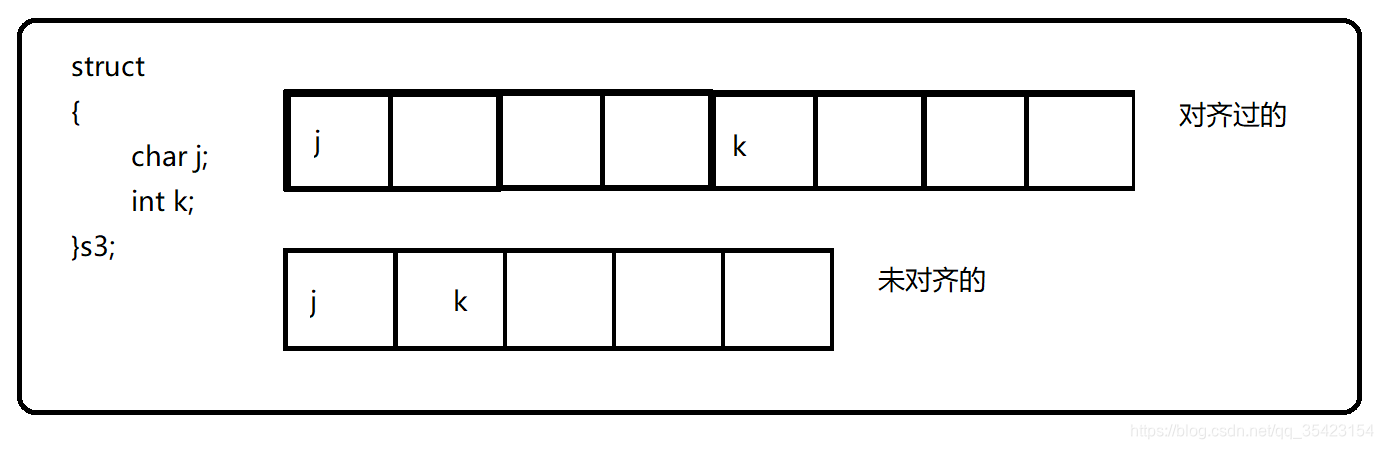 struct
{
char j;
int k;
}s3;
j
k
对齐过的
j
k
未对齐的
https://blog.csdn.net/qq_35423154